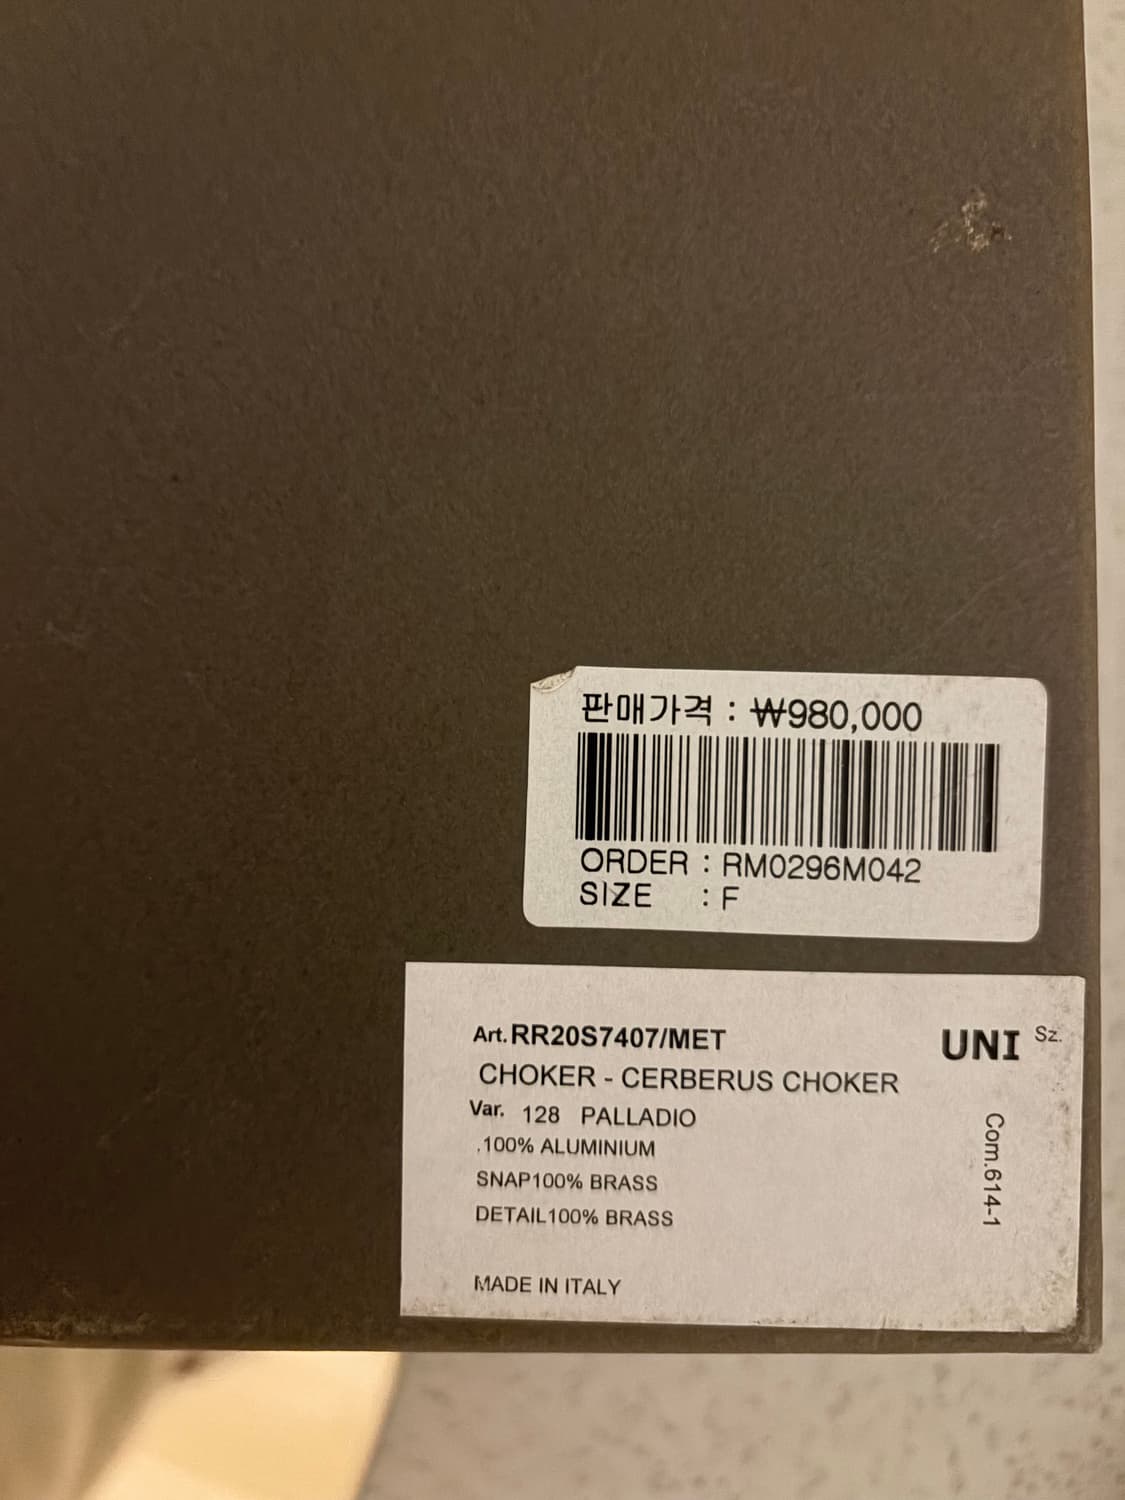 판매가격 : ₩980,000
ORDER : RM0296M042
SIZE : F
Art. RR20S7407/MET
UNI Sz.
CHOKER - CERBERUS CHOKER
Var. 128 PALLADIO
.100% ALUMINIUM
SNAP100% BRASS
DETAIL100% BRASS
MADE IN ITALY
Com.614-1